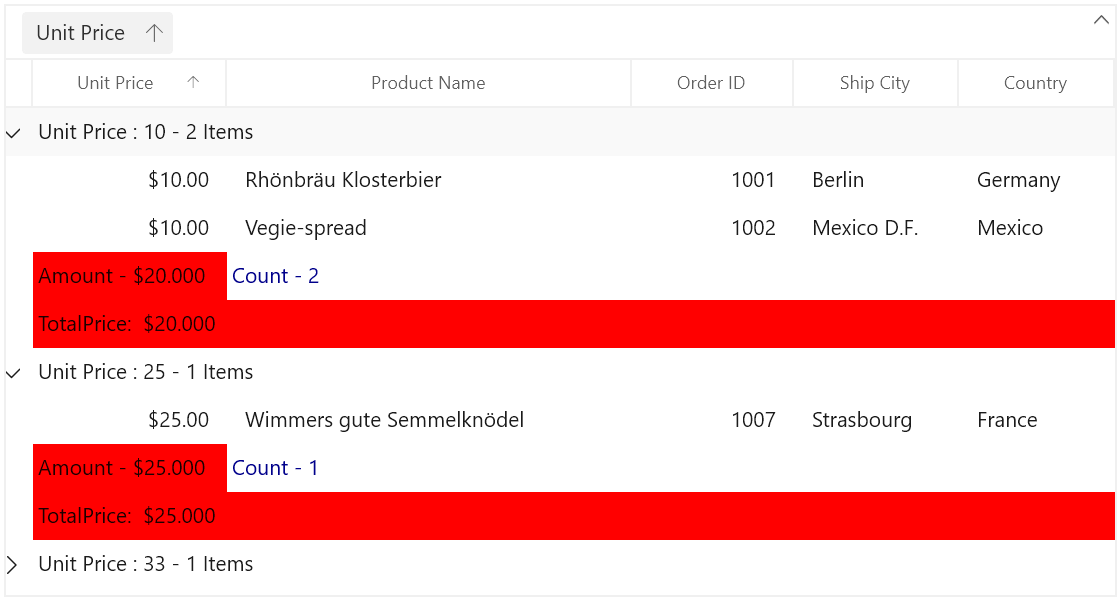 Unit Price
Unit Price Product Name Order ID Ship City Country
Unit Price : 10 - 2 Items
$10.00 Rhönbräu Klosterbier 1001 Berlin Germany
$10.00 Vegie-spread 1002 Mexico D.F. Mexico
Amount - $20.000 Count - 2
TotalPrice: $20.000
Unit Price : 25 - 1 Items
$25.00 Wimmers gute Semmelknödel 1007 Strasbourg France
Amount - $25.000 Count - 1
TotalPrice: $25.000
Unit Price : 33 - 1 Items